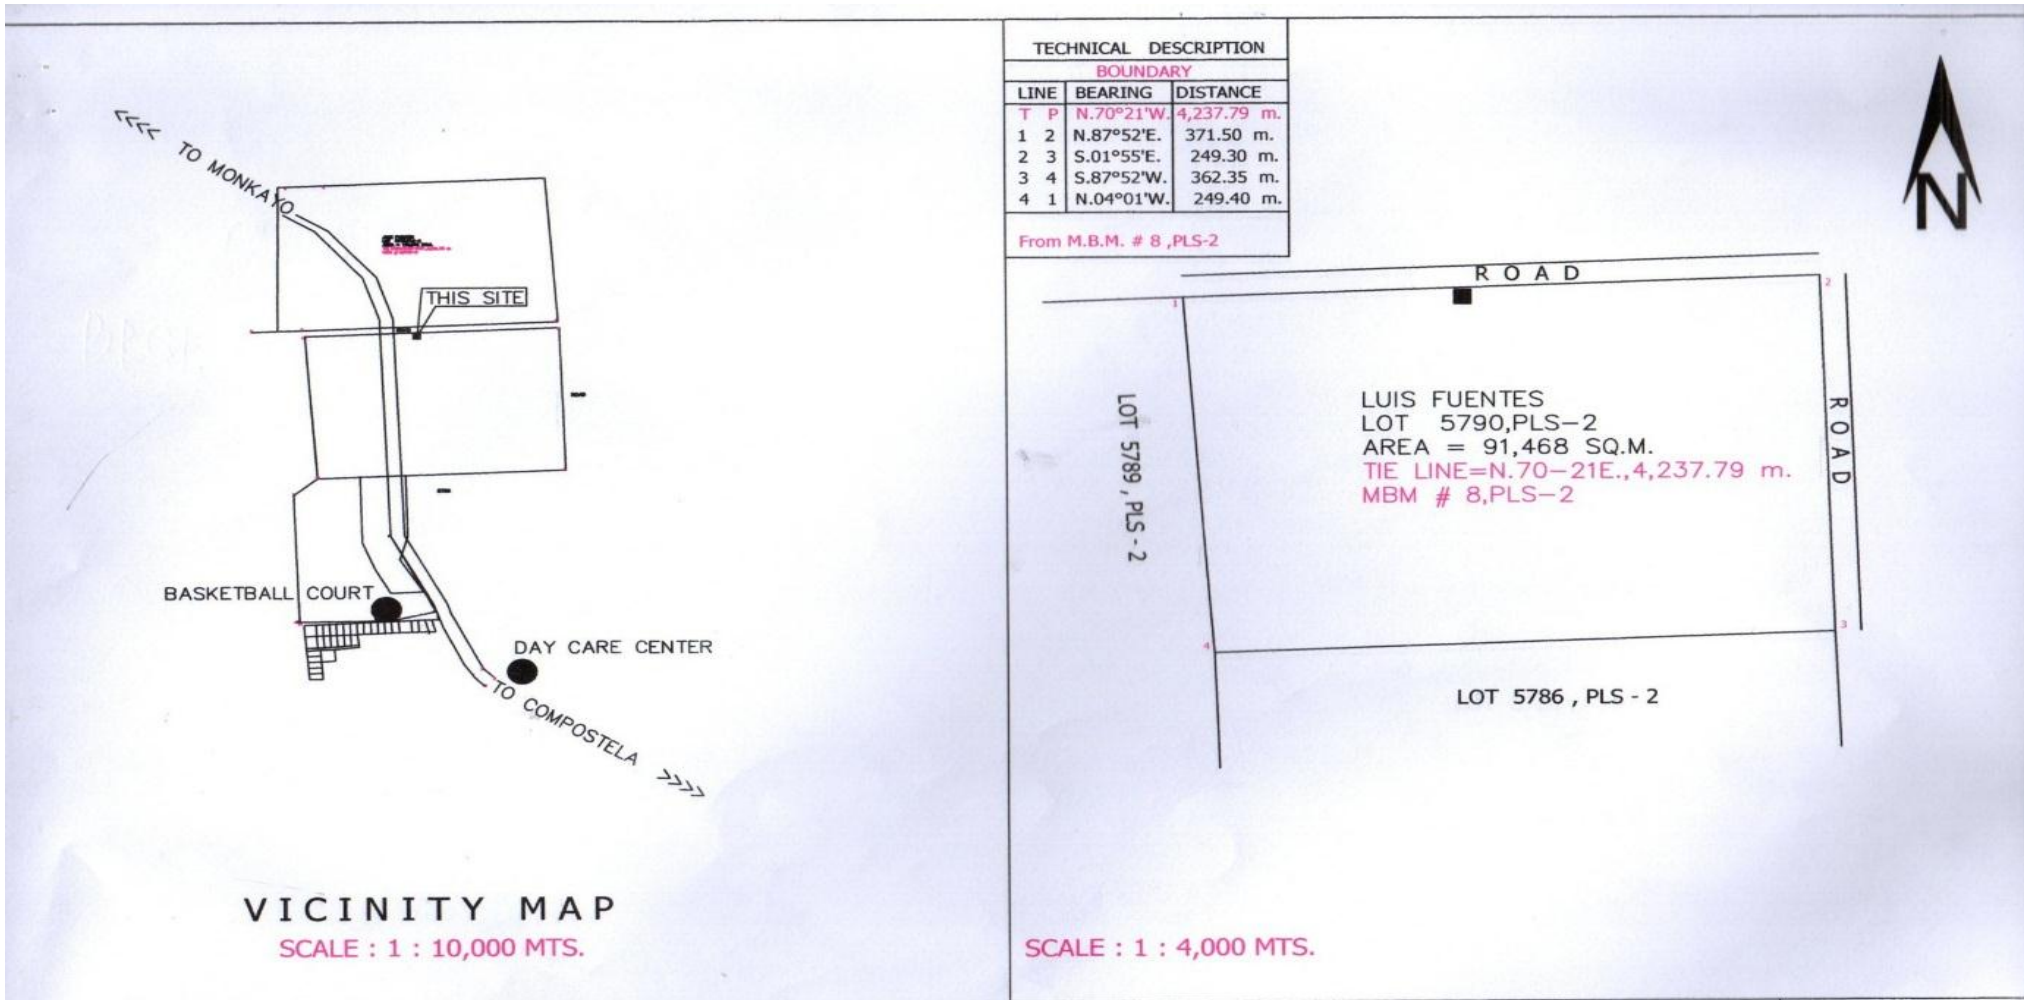 <<<< TO MONKAYO
THIS SITE
BASKETBALL COURT
DAY CARE CENTER
TO COMPOSTELA >>>>
VICINITY MAP
SCALE : 1 : 10,000 MTS.
TECHNICAL DESCRIPTION
BOUNDARY
LINE BEARING DISTANCE
T P N.70°21'W. 4,237.79 m.
1 2 N.87°52'E. 371.50 m.
2 3 S.01°55'E. 249.30 m.
3 4 S.87°52'W. 362.35 m.
4 1 N.04°01'W. 249.40 m.
From M.B.M. # 8 ,PLS-2
N
ROAD
1
2
LUIS FUENTES
LOT 5790,PLS-2
AREA = 91,468 SQ.M.
TIE LINE=N.70-21E.,4,237.79 m.
MBM # 8,PLS-2
LOT 5789 , PLS - 2
ROAD
3
4
LOT 5786 , PLS - 2
SCALE : 1 : 4,000 MTS.